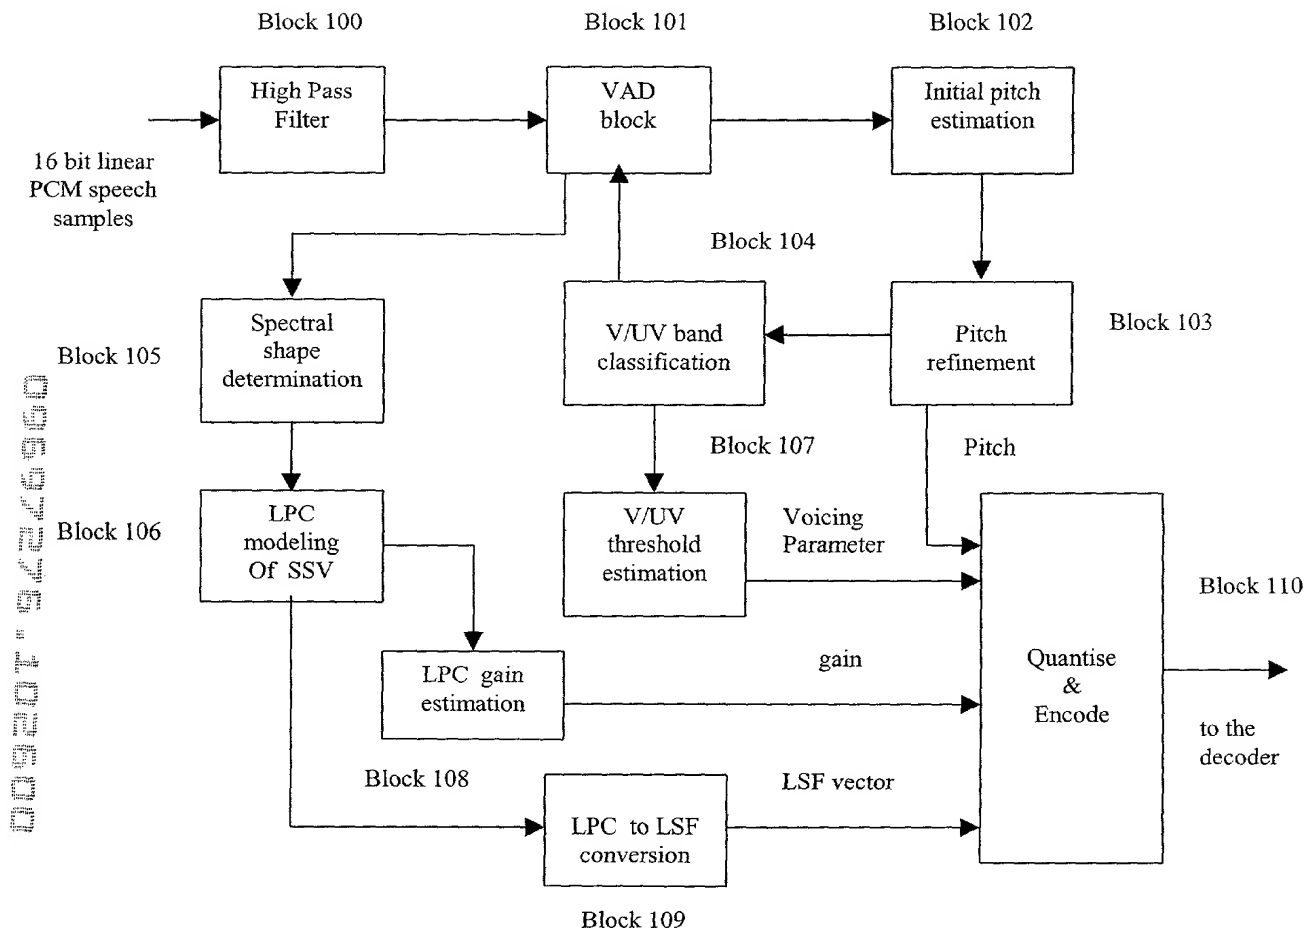 Block 100
Block 101
Block 102
High Pass
Filter
VAD
block
Initial pitch
estimation
16 bit linear
PCM speech
samples
Block 104
Block 105
Spectral
shape
determination
V/UV band
classification
Pitch
refinement
Block 103
Block 107
Pitch
Block 106
LPC
modeling
Of SSV
V/UV
threshold
estimation
Voicing
Parameter
Block 110
LPC gain
estimation
gain
Quantise
&
Encode
to the
decoder
Block 108
LSF vector
LPC to LSF
conversion
Block 109
09697276.102600